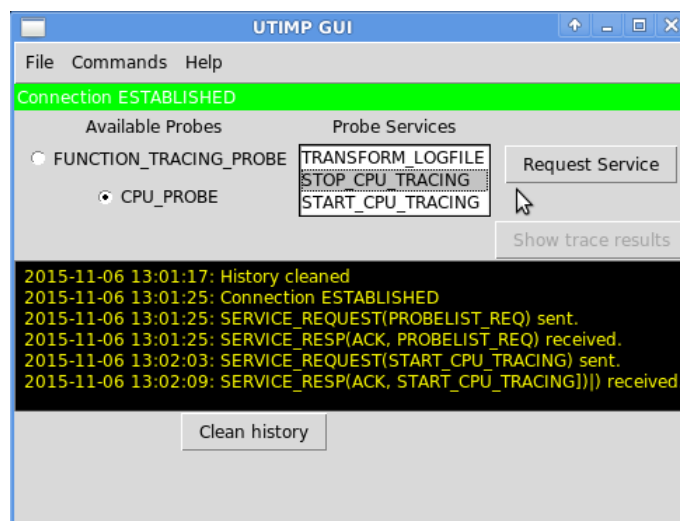 UTIMP GUI
File Commands Help
Connection ESTABLISHED
Available Probes
Probe Services
FUNCTION_TRACING_PROBE
CPU_PROBE
TRANSFORM_LOGFILE
STOP_CPU_TRACING
START_CPU_TRACING
Request Service
Show trace results
2015-11-06 13:01:17: History cleaned
2015-11-06 13:01:25: Connection ESTABLISHED
2015-11-06 13:01:25: SERVICE_REQUEST(PROBELIST_REQ) sent.
2015-11-06 13:01:25: SERVICE_RESP(ACK, PROBELIST_REQ) received.
2015-11-06 13:02:03: SERVICE_REQUEST(START_CPU_TRACING) sent.
2015-11-06 13:02:09: SERVICE_RESP(ACK, START_CPU_TRACING])|) received
Clean history